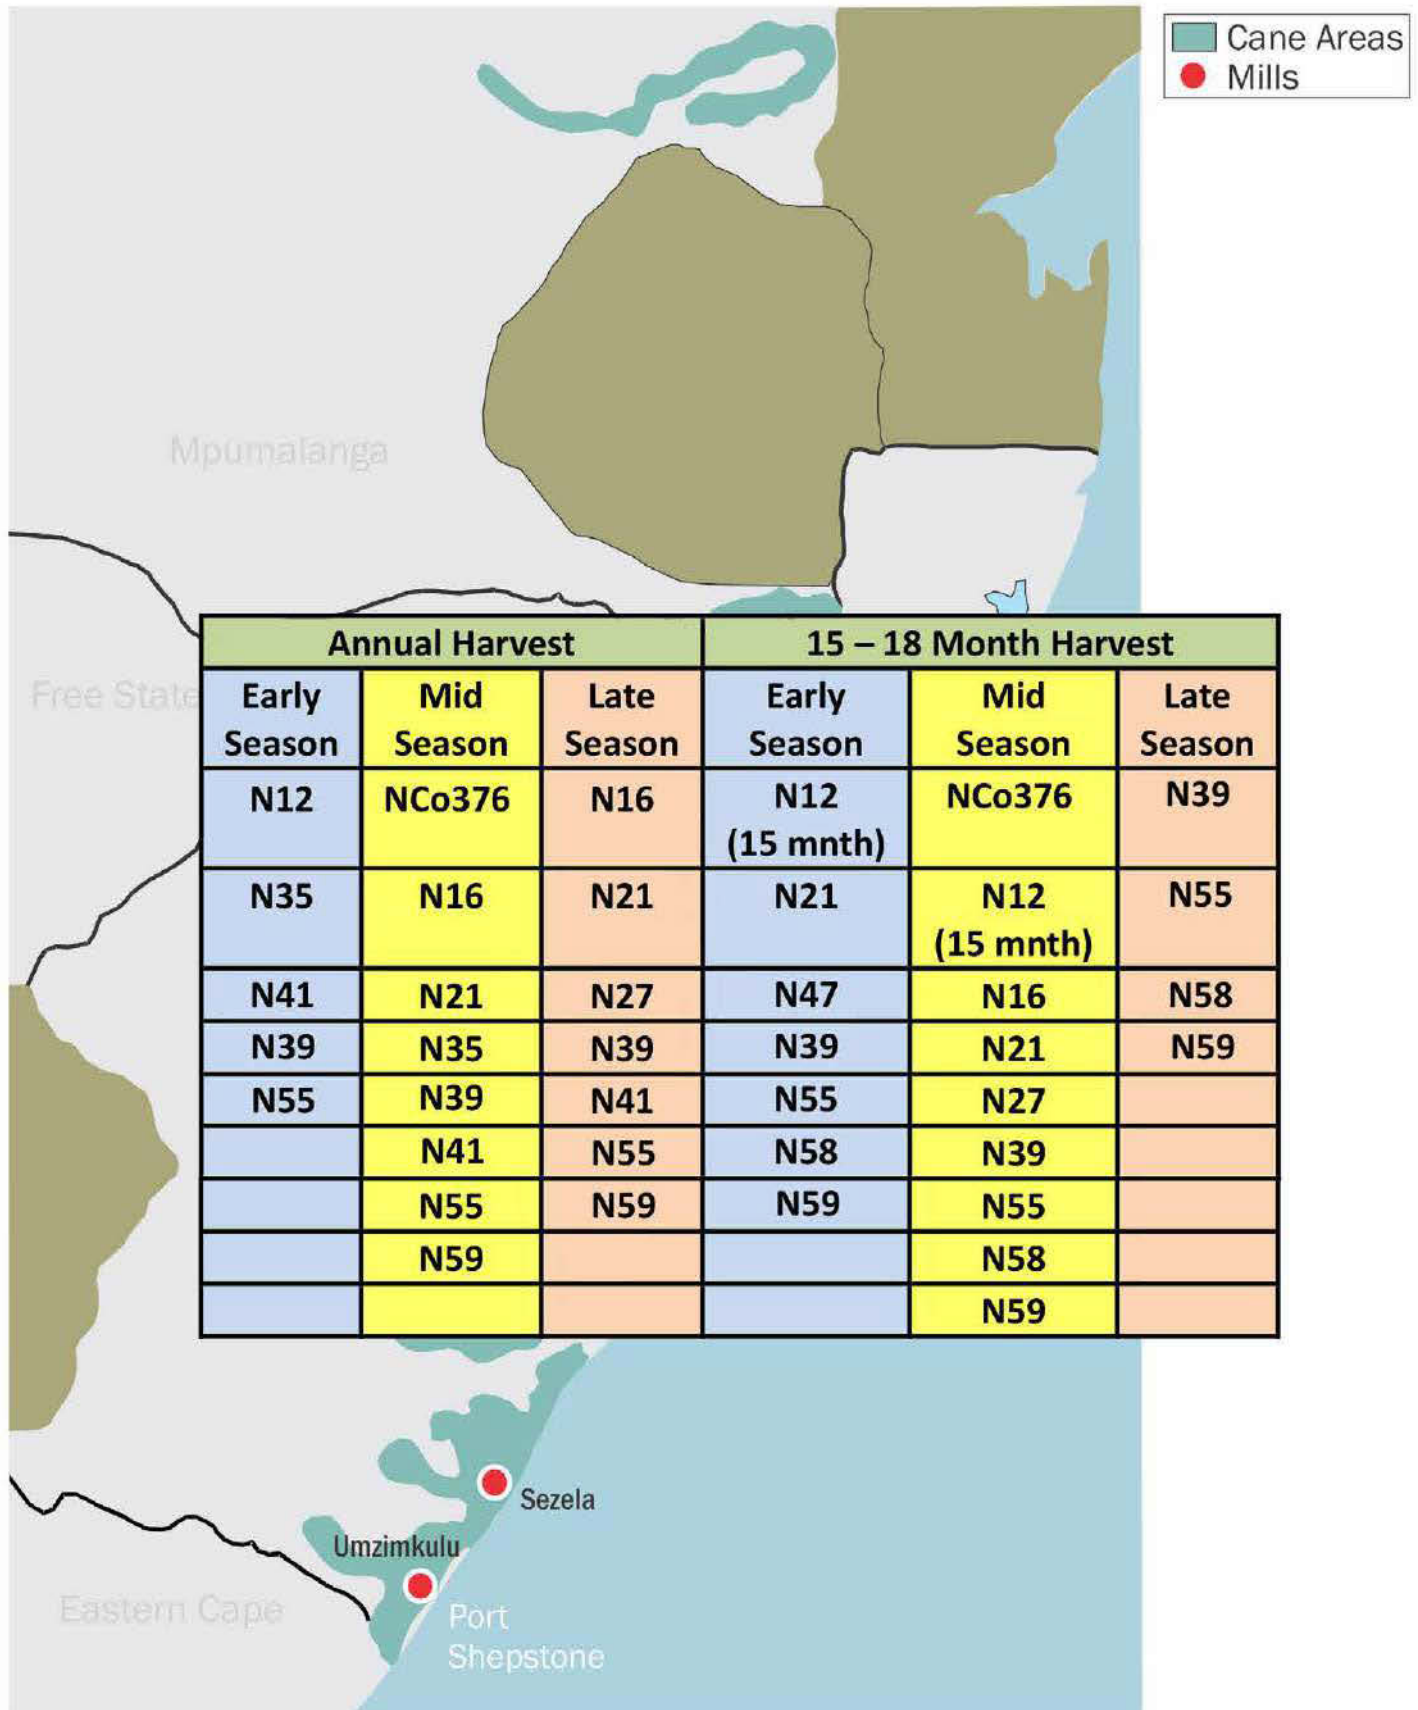 Cane Areas
Mills
Mpumalanga
Free State
Annual Harvest 15 – 18 Month Harvest
Early Season Mid Season Late Season Early Season Mid Season Late Season
N12 NCo376 N16 N12 (15 mnth) NCo376 N39
N35 N16 N21 N21 N12 (15 mnth) N55
N41 N21 N27 N47 N16 N58
N39 N35 N39 N39 N21 N59
N55 N39 N41 N55 N27
N41 N55 N58 N39
N55 N59 N59 N55
N59 N58
N59
Sezela
Umzimkulu
Eastern Cape
Port
Shepstone